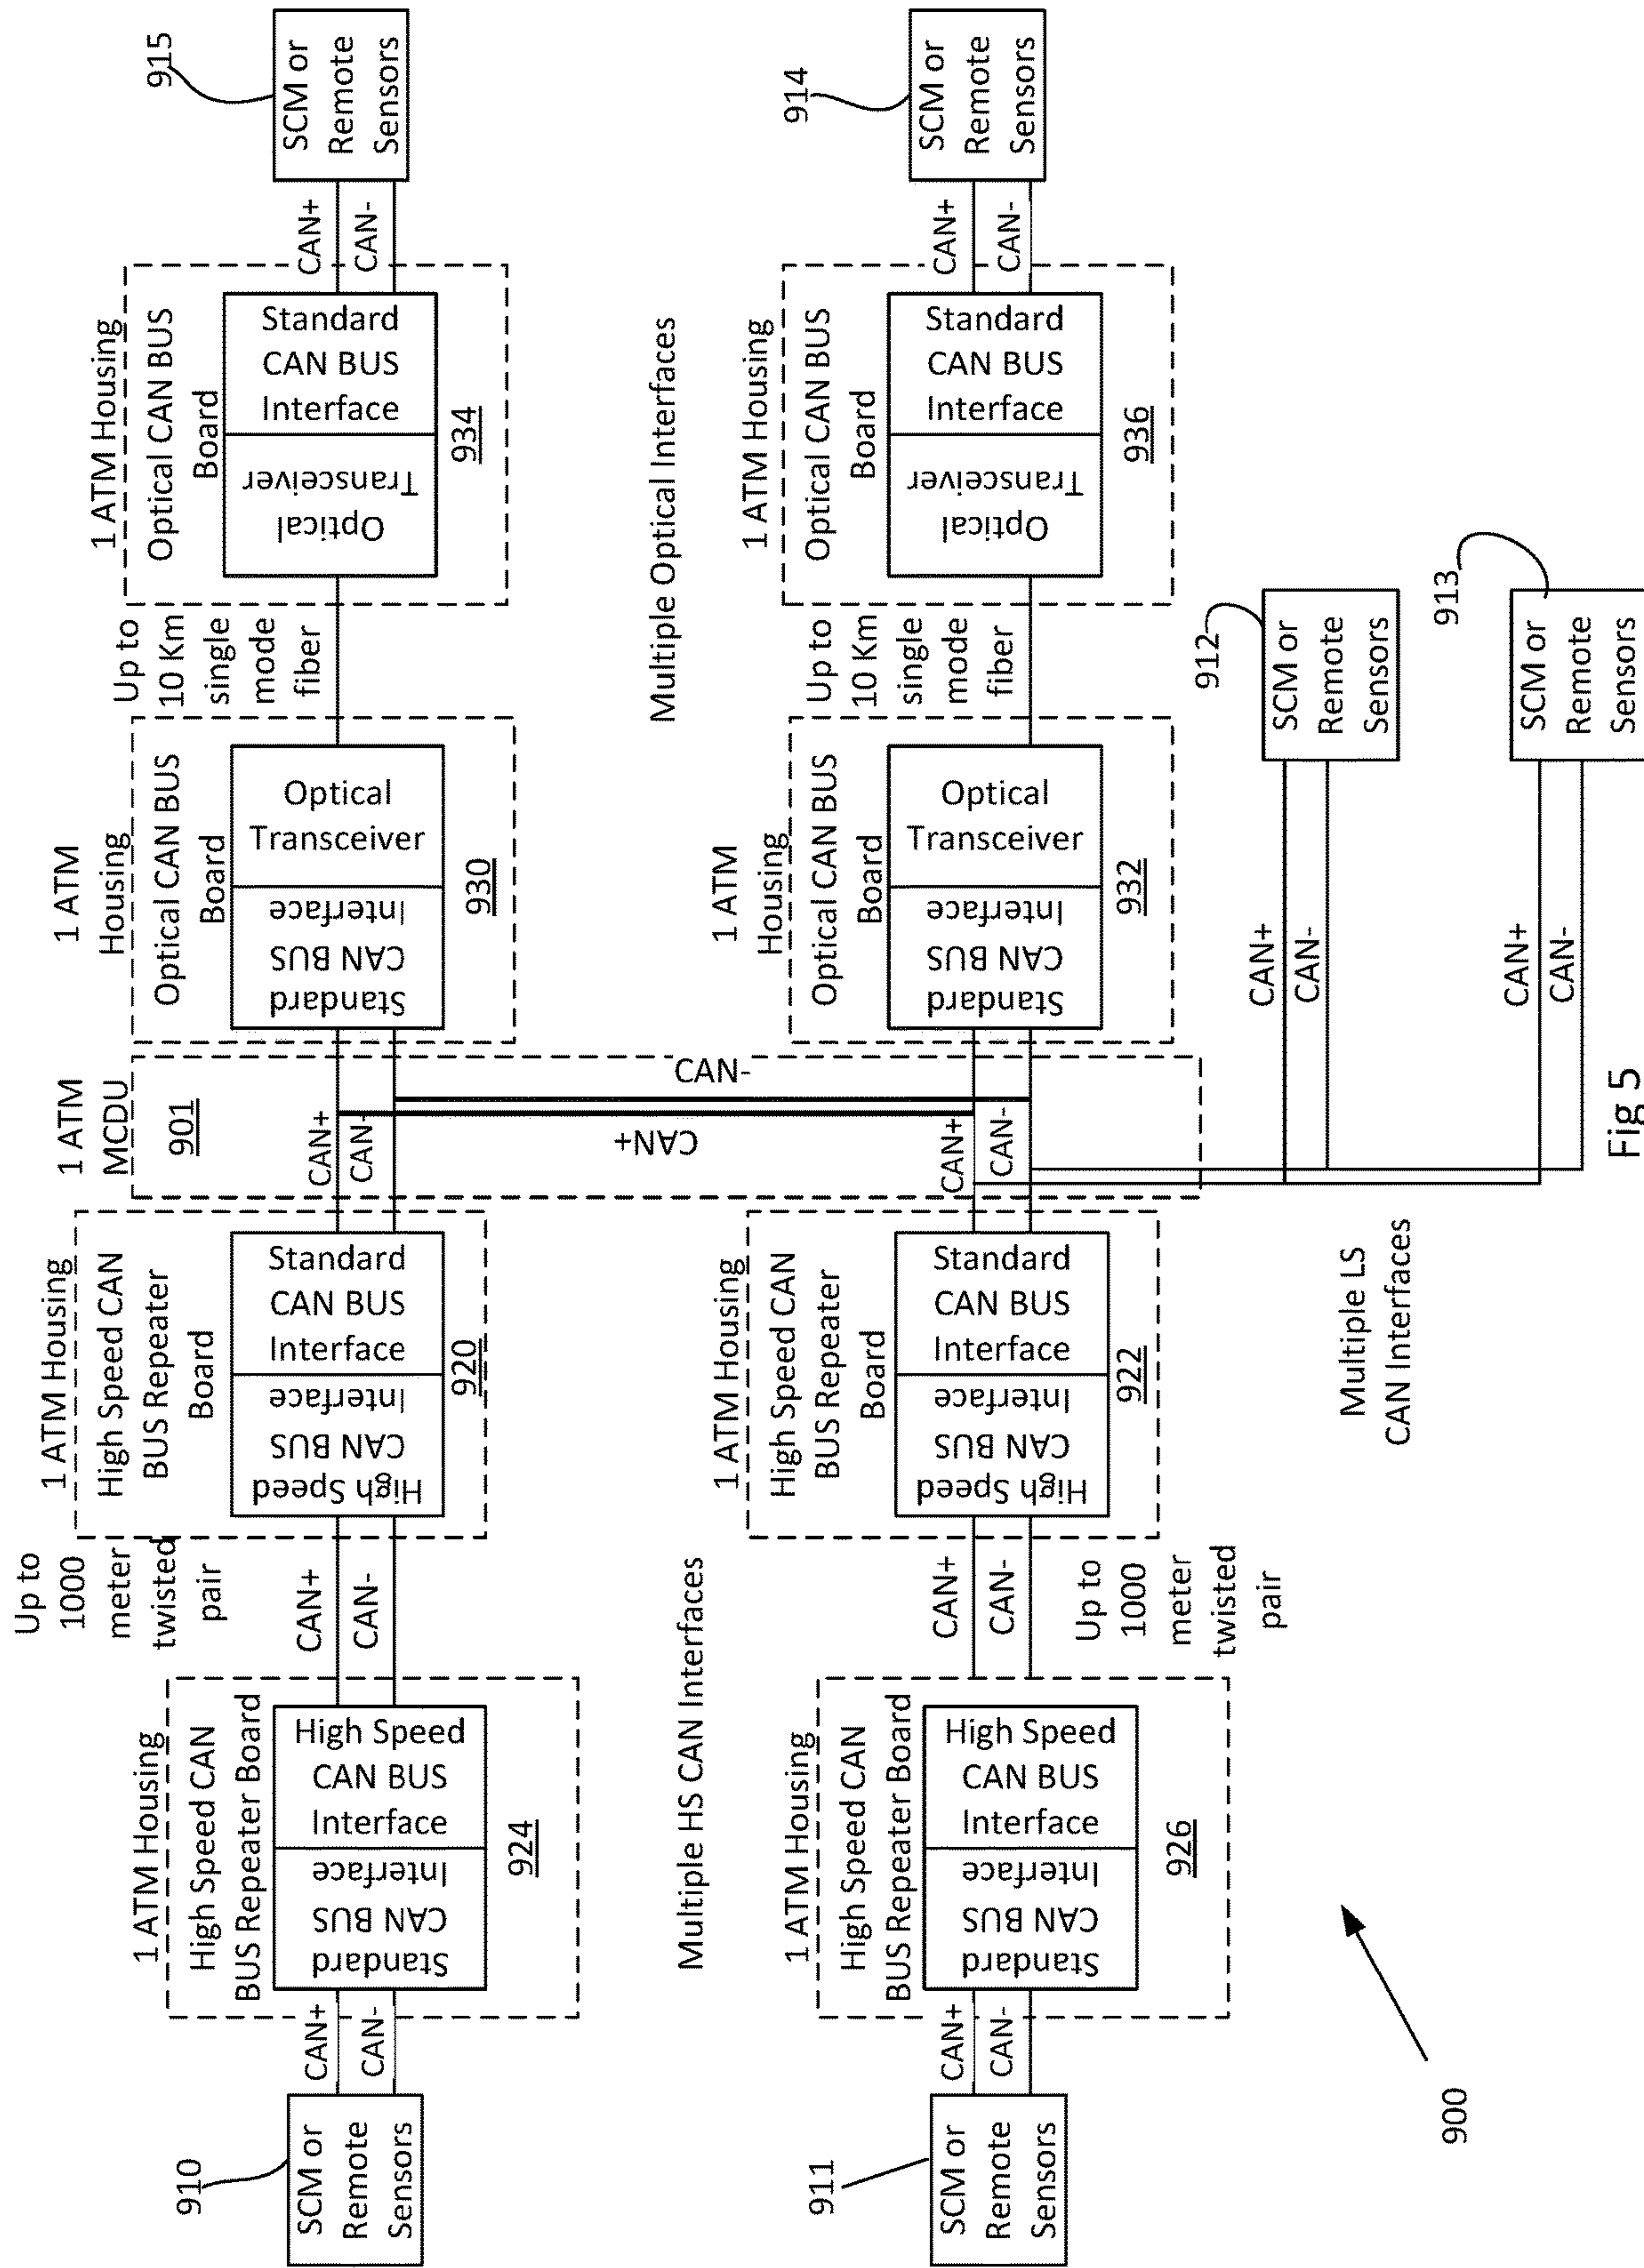 910
SCM or
Remote
Sensors
CAN+
CAN-
1 ATM Housing
High Speed CAN
BUS Repeater Board
Standard
CAN BUS
Interface
High Speed
CAN BUS
Interface
924
Up to
1000
meter
twisted
pair
CAN+
CAN-
1 ATM Housing
High Speed CAN
BUS Repeater
Board
High Speed
CAN BUS
Interface
Standard
CAN BUS
Interface
920
1 ATM
MCDU
901
CAN+
CAN-
CAN+
CAN-
1 ATM
Housing
Optical CAN BUS
Board
Standard
CAN BUS
Interface
Optical
Transceiver
930
Up to
10 Km
single
mode
fiber
1 ATM Housing
Optical CAN BUS
Board
Optical
Transceiver
Standard
CAN BUS
Interface
934
CAN+
CAN-
915
SCM or
Remote
Sensors
Multiple HS CAN Interfaces
Multiple Optical Interfaces
911
SCM or
Remote
Sensors
CAN+
CAN-
1 ATM Housing
High Speed CAN
BUS Repeater Board
Standard
CAN BUS
Interface
High Speed
CAN BUS
Interface
926
CAN+
CAN-
Up to
1000
meter
twisted
pair
1 ATM Housing
High Speed CAN
BUS Repeater
Board
High Speed
CAN BUS
Interface
Standard
CAN BUS
Interface
922
CAN+
CAN-
1 ATM
Housing
Optical CAN BUS
Board
Standard
CAN BUS
Interface
Optical
Transceiver
932
Up to
10 Km
single
mode
fiber
1 ATM Housing
Optical CAN BUS
Board
Optical
Transceiver
Standard
CAN BUS
Interface
936
CAN+
CAN-
914
SCM or
Remote
Sensors
900
Multiple LS
CAN Interfaces
CAN+
CAN-
912
SCM or
Remote
Sensors
CAN+
CAN-
913
SCM or
Remote
Sensors
Fig 5